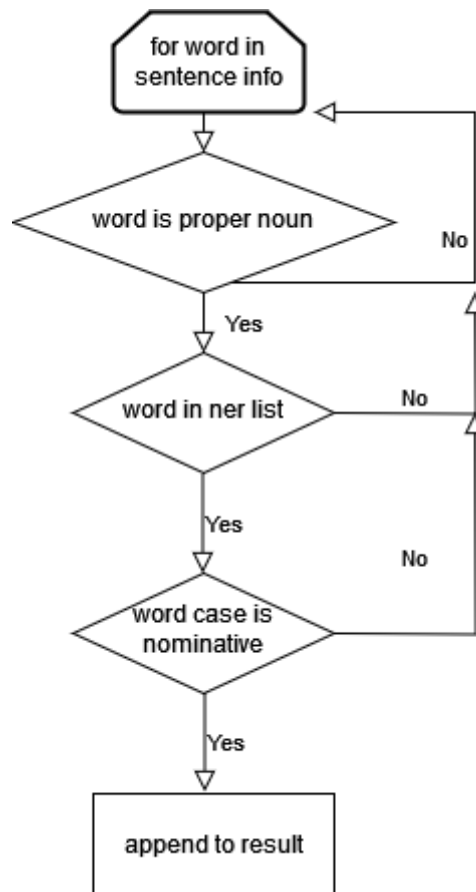 for word in
sentence info
word is proper noun
No
Yes
word in ner list
No
Yes
No
word case is
nominative
Yes
append to result